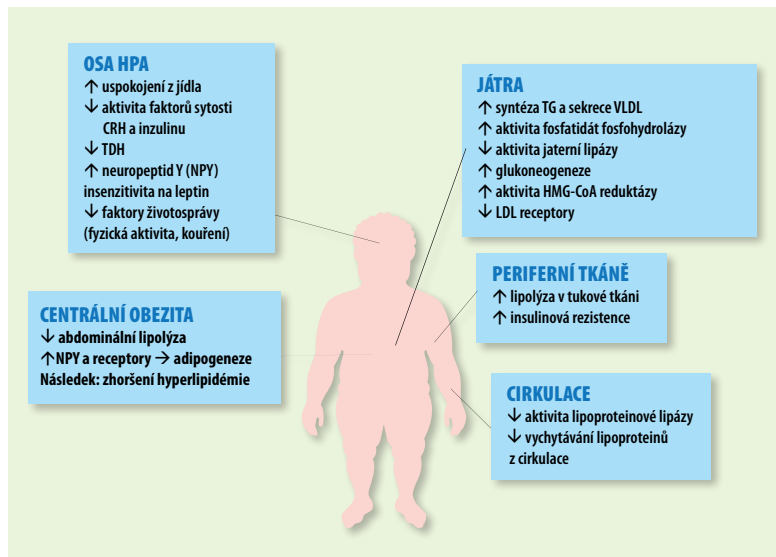 OSA HPA
↑ uspokojení z jídla
↓ aktivita faktorů sytosti
CRH a inzulinu
↓ TDH
↑ neuropeptid Y (NPY)
insenzitivita na leptin
↓ faktory životosprávy
(fyzická aktivita, kouření)
JÁTRA
↑ syntéza TG a sekrece VLDL
↑ aktivita fosfatidát fosfohydrolázy
↓ aktivita jaterní lipázy
↑ glukoneogeneze
↑ aktivita HMG-CoA reduktázy
↓ LDL receptory
CENTRÁLNÍ OBEZITA
↓ abdominální lipolýza
↑NPY a receptory → adipogeneze
Následek: zhoršení hyperlipidémie
PERIFERNÍ TKÁNĚ
↑ lipolýza v tukové tkáni
↑ insulinová rezistence
CIRKULACE
↓ aktivita lipoproteinové lipázy
↓ vychytávání lipoproteinů
z cirkulace